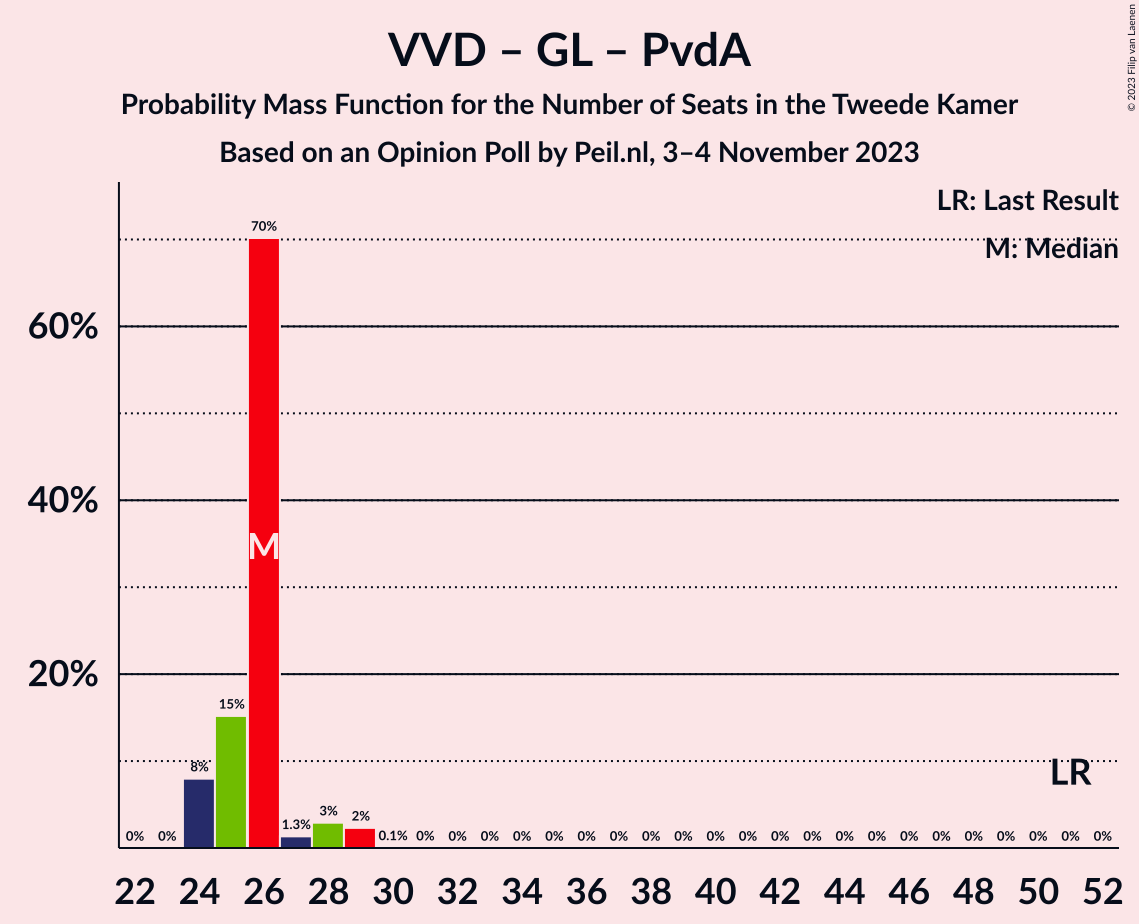 VVD – GL – PvdA
Probability Mass Function for the Number of Seats in the Tweede Kamer
Based on an Opinion Poll by Peil.nl, 3–4 November 2023
© 2023 Filip van Laenen
LR: Last Result
M: Median
60%
40%
20%
0% 0% 8% 15% 70% 1.3% 3% 2% 0.1% 0% 0% 0% 0% 0% 0% 0% 0% 0% 0% 0% 0% 0% 0% 0% 0% 0% 0% 0% 0% 0% 0%
M
LR
22 24 26 28 30 32 34 36 38 40 42 44 46 48 50 52